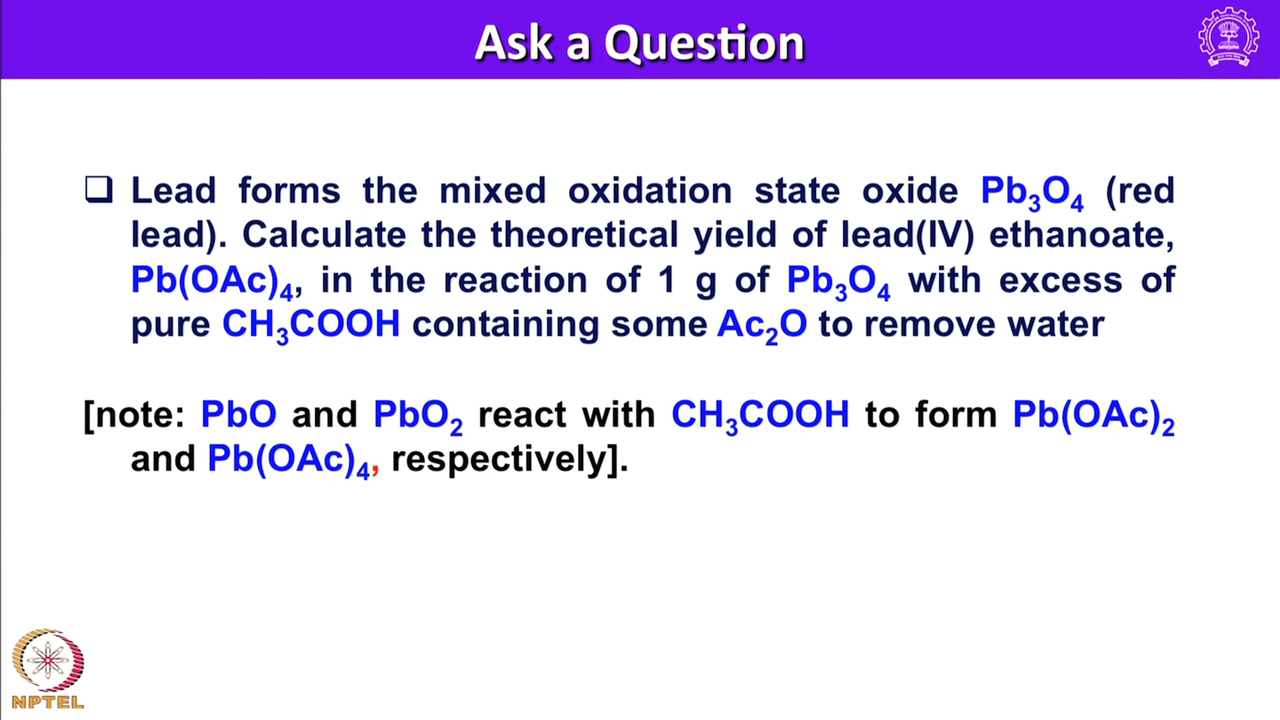 Ask a Question
❑ Lead forms the mixed oxidation state oxide Pb₃O₄ (red
lead). Calculate the theoretical yield of lead(IV) ethanoate,
Pb(OAc)₄, in the reaction of 1 g of Pb₃O₄ with excess of
pure CH₃COOH containing some Ac₂O to remove water
[note: PbO and PbO₂ react with CH₃COOH to form Pb(OAc)₂
and Pb(OAc)₄, respectively].
NPTEL